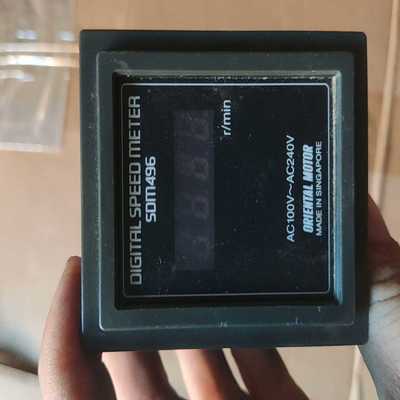 DIGITAL SPEED METER
SDM496
r/min
AC100V～AC240V
ORIENTAL MOTOR
MADE IN SINGAPORE